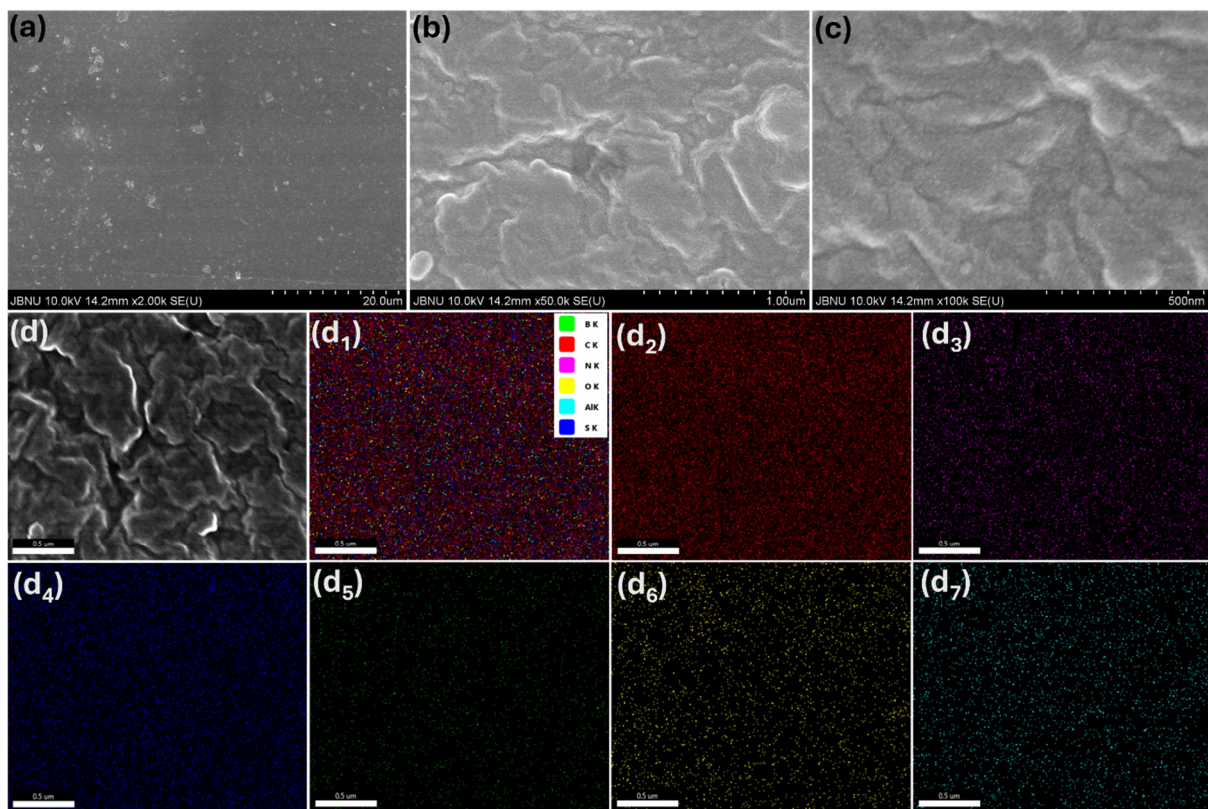 (a)
JBNU 10.0kV 14.2mm x2.00k SE(U)
20.0um
(b)
JBNU 10.0kV 14.2mm x50.0k SE(U)
1.00um
(c)
JBNU 10.0kV 14.2mm x100k SE(U)
500nm
(d)
0.5 um
(d₁)
B K
C K
N K
O K
AlK
S K
0.5 um
(d₂)
0.5 um
(d₃)
0.5 um
(d₄)
0.5 um
(d₅)
0.5 um
(d₆)
0.5 um
(d₇)
0.5 um